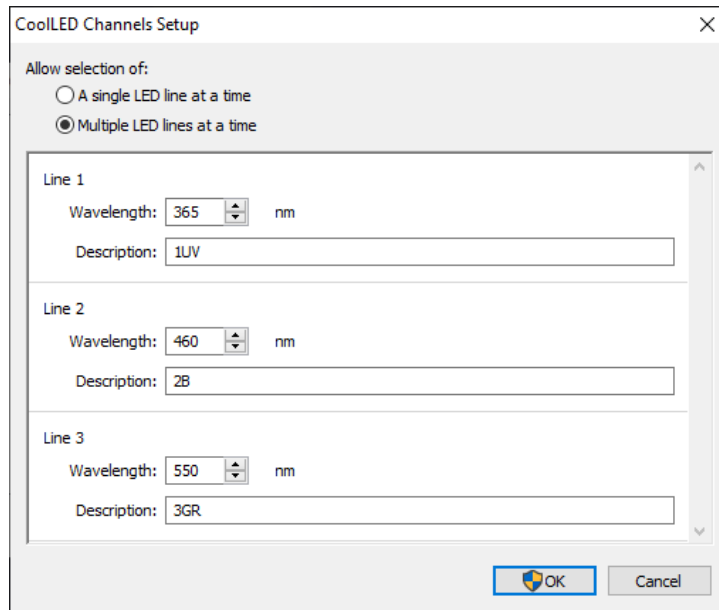 CoolLED Channels Setup
Allow selection of:
A single LED line at a time
Multiple LED lines at a time
Line 1
Wavelength: 365 nm
Description: 1UV
Line 2
Wavelength: 460 nm
Description: 2B
Line 3
Wavelength: 550 nm
Description: 3GR
OK Cancel